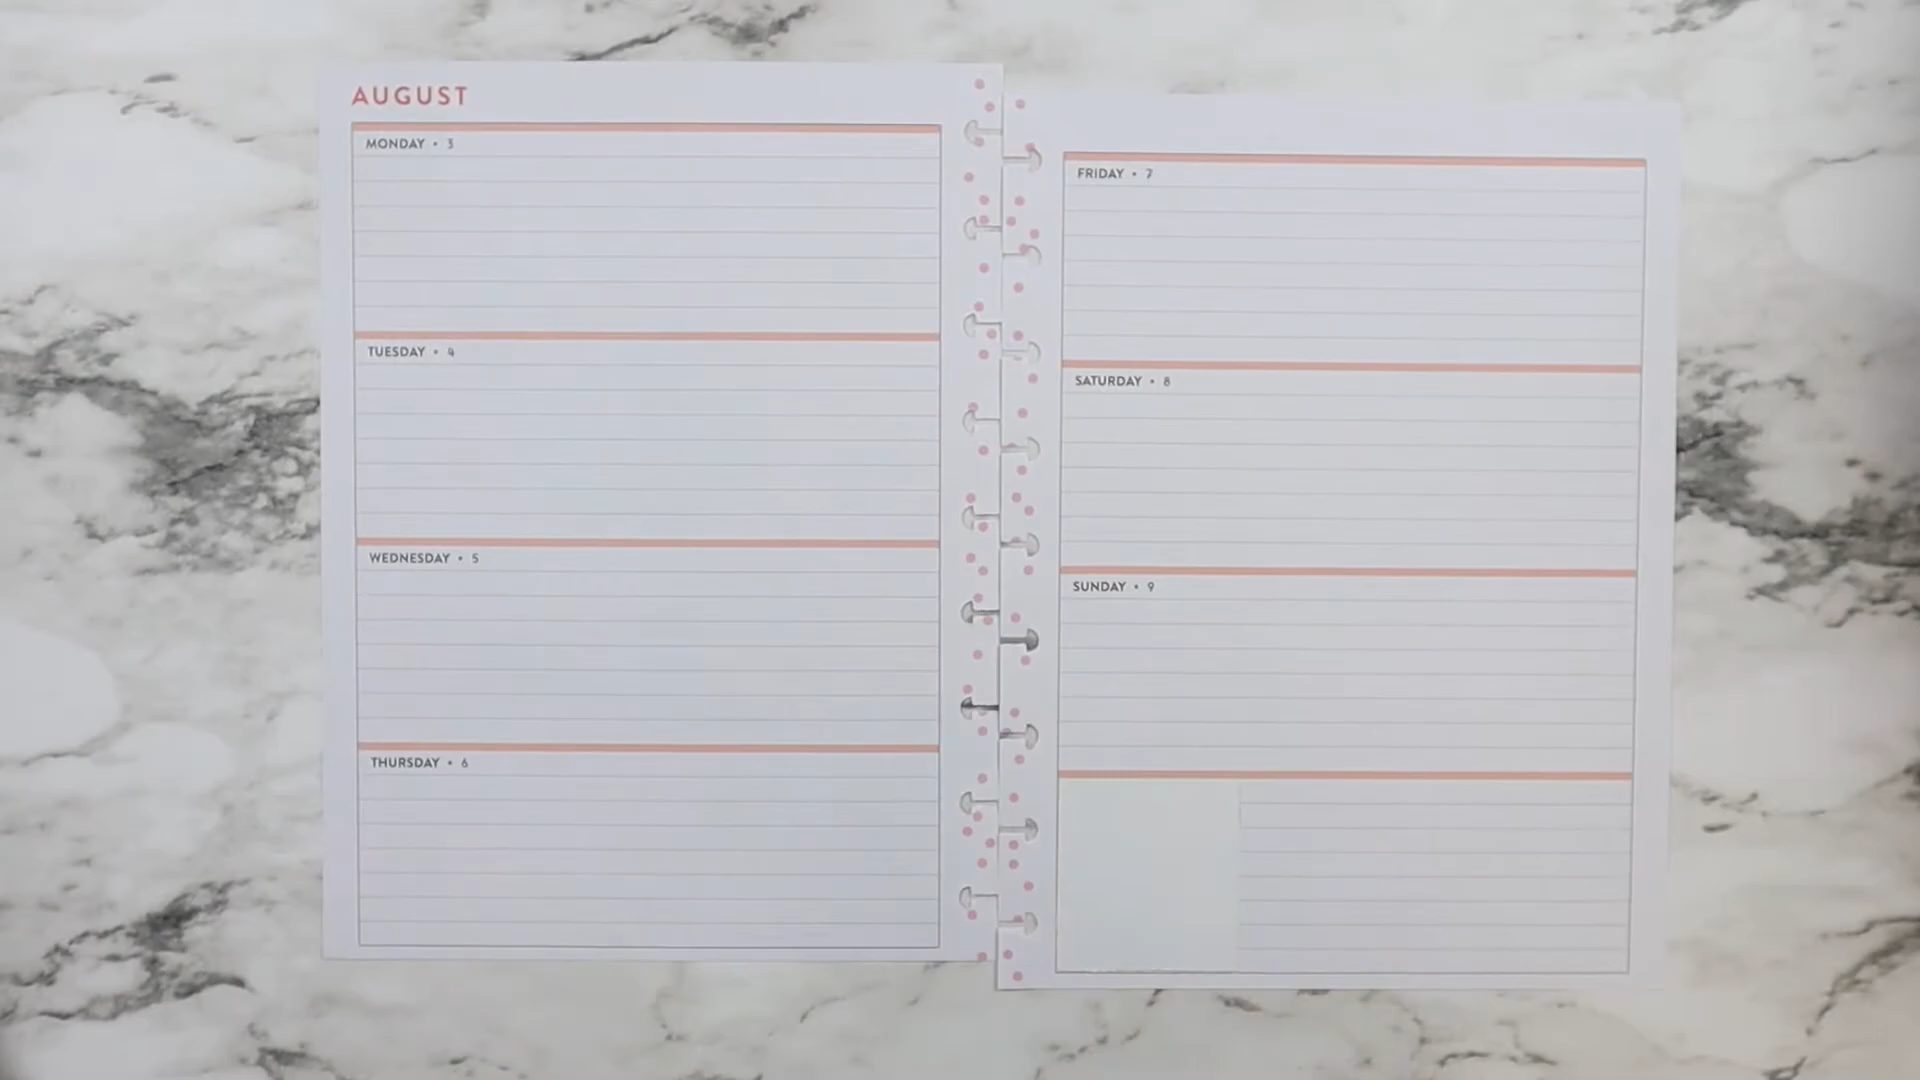 AUGUST
MONDAY • 3
TUESDAY • 4
WEDNESDAY • 5
THURSDAY • 6
FRIDAY • 7
SATURDAY • 8
SUNDAY • 9